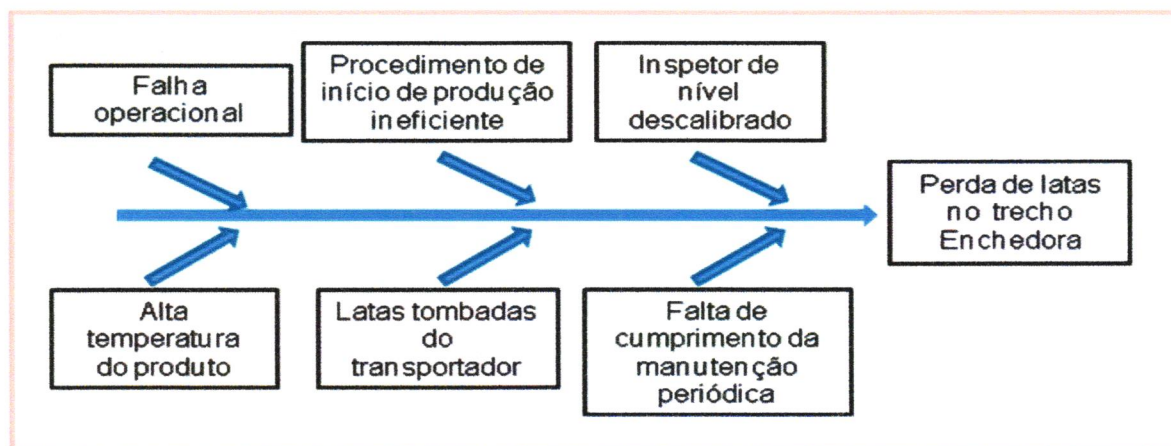 Falha
operacional
Procedimento de
início de produção
ineficiente
Inspetor de
nível
descalibrado
Perda de latas
no trecho
Enchedora
Alta
temperatura
do produto
Latas tombadas
do
transportador
Falta de
cumprimento da
manutenção
periódica